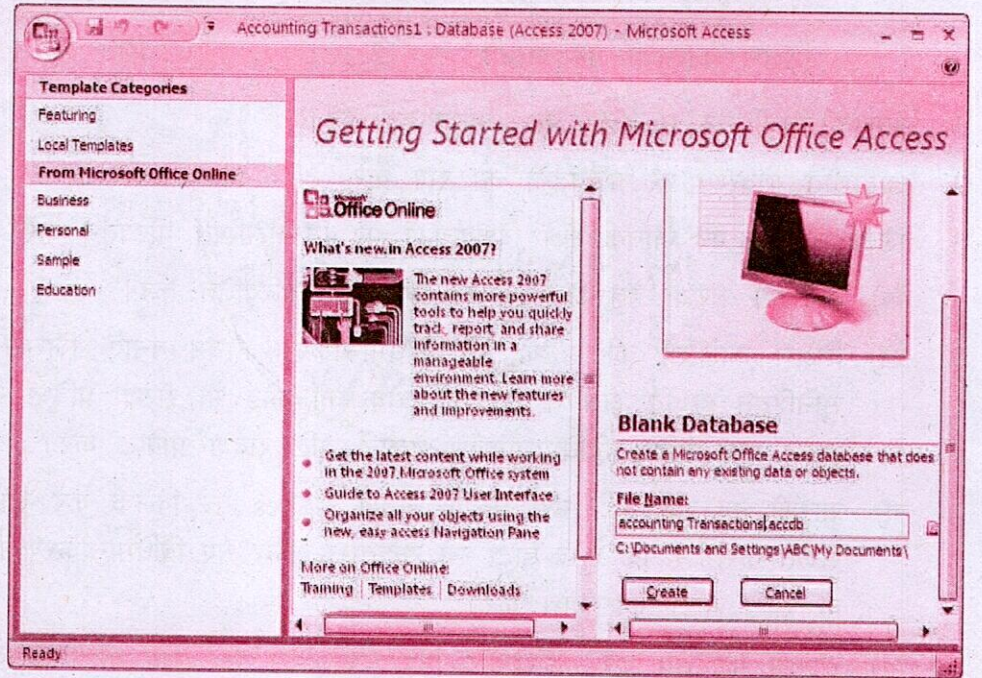 Accounting Transactions1 : Database (Access 2007) - Microsoft Access
Template Categories
Featuring
Local Templates
From Microsoft Office Online
Business
Personal
Sample
Education
Getting Started with Microsoft Office Access
Microsoft
Office Online
What's new in Access 2007?
The new Access 2007
contains more powerful
tools to help you quickly
track, report, and share
information in a
manageable
environment. Learn more
about the new features
and improvements.
Get the latest content while working
in the 2007 Microsoft Office system
Guide to Access 2007 User Interface
Organize all your objects using the
new, easy access Navigation Pane
More on Office Online:
Training | Templates | Downloads
Blank Database
Create a Microsoft Office Access database that does
not contain any existing data or objects.
File Name:
accounting Transactions.accdb
C:\Documents and Settings\ABC\My Documents\
Create
Cancel
Ready